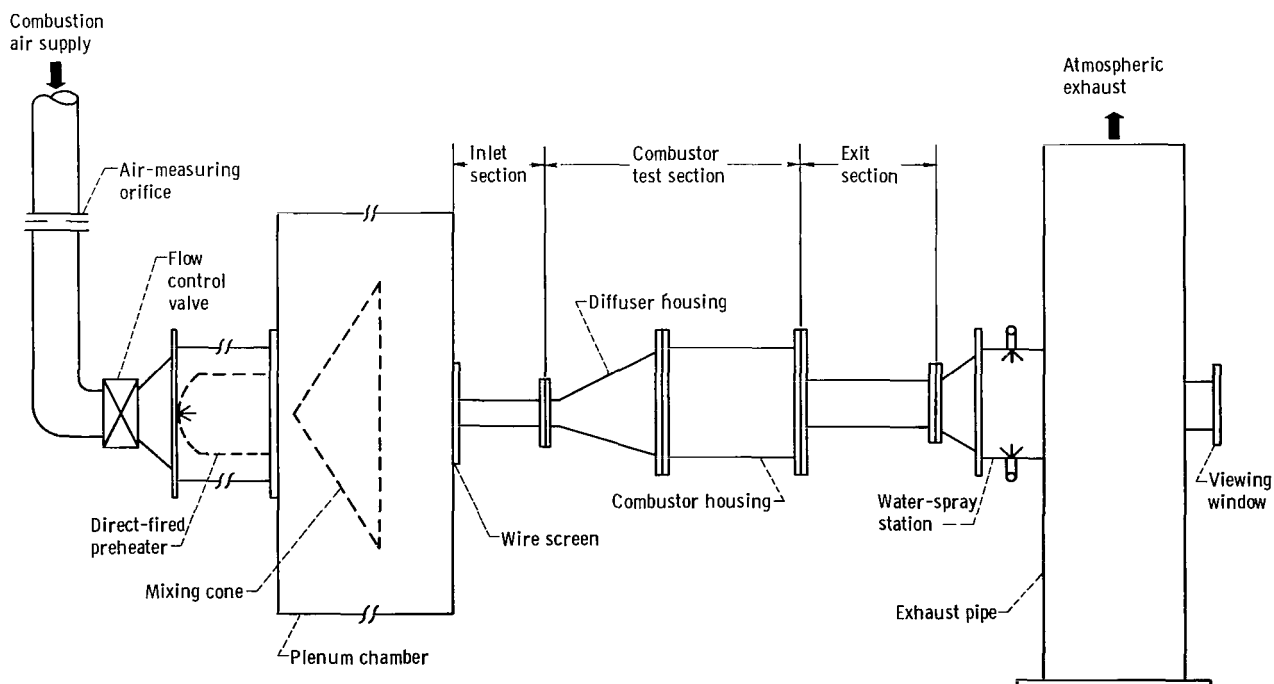 Combustion
air supply
Air-measuring
orifice
Flow
control
valve
Direct-fired
preheater
Mixing cone
Plenum chamber
Wire screen
Inlet
section
Combustor
test section
Exit
section
Diffuser housing
Combustor housing
Water-spray
station
Exhaust pipe
Atmospheric
exhaust
Viewing
window